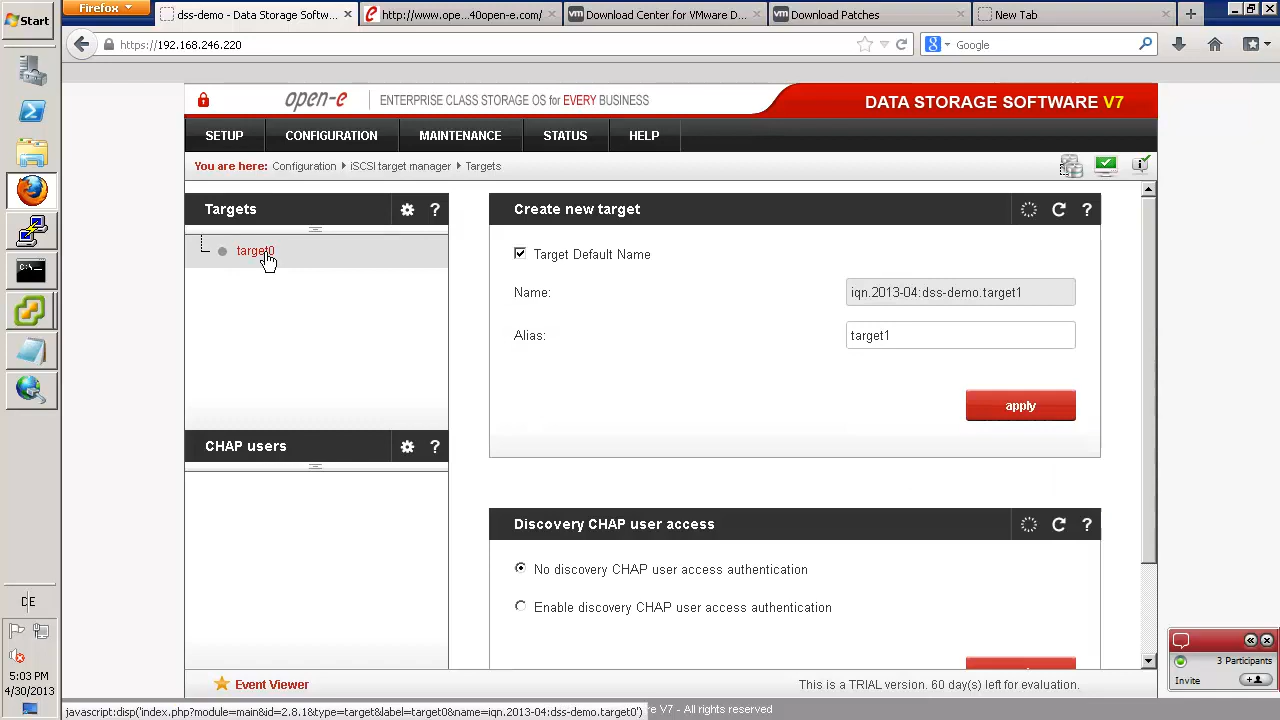 Start
Firefox
dss-demo - Data Storage Softw...
http://www.ope...40open-e.com/
Download Center for VMware D...
Download Patches
New Tab
https://192.168.246.220
Google
open-e
ENTERPRISE CLASS STORAGE OS for EVERY BUSINESS
DATA STORAGE SOFTWARE V7
SETUP
CONFIGURATION
MAINTENANCE
STATUS
HELP
You are here: Configuration iSCSI target manager Targets
Targets
?
Create new target
?
target0
Target Default Name
Name:
iqn.2013-04:dss-demo.target1
Alias:
target1
apply
CHAP users
?
Discovery CHAP user access
?
No discovery CHAP user access authentication
Enable discovery CHAP user access authentication
DE
5:03 PM
4/30/2013
3 Participants
Invite
Event Viewer
This is a TRIAL version. 60 day(s) left for evaluation.
javascript:disp('index.php?module=main&id=2.8.1&type=target&label=target0&name=iqn.2013-04:dss-demo.target0')
re V7 - All rights reserved